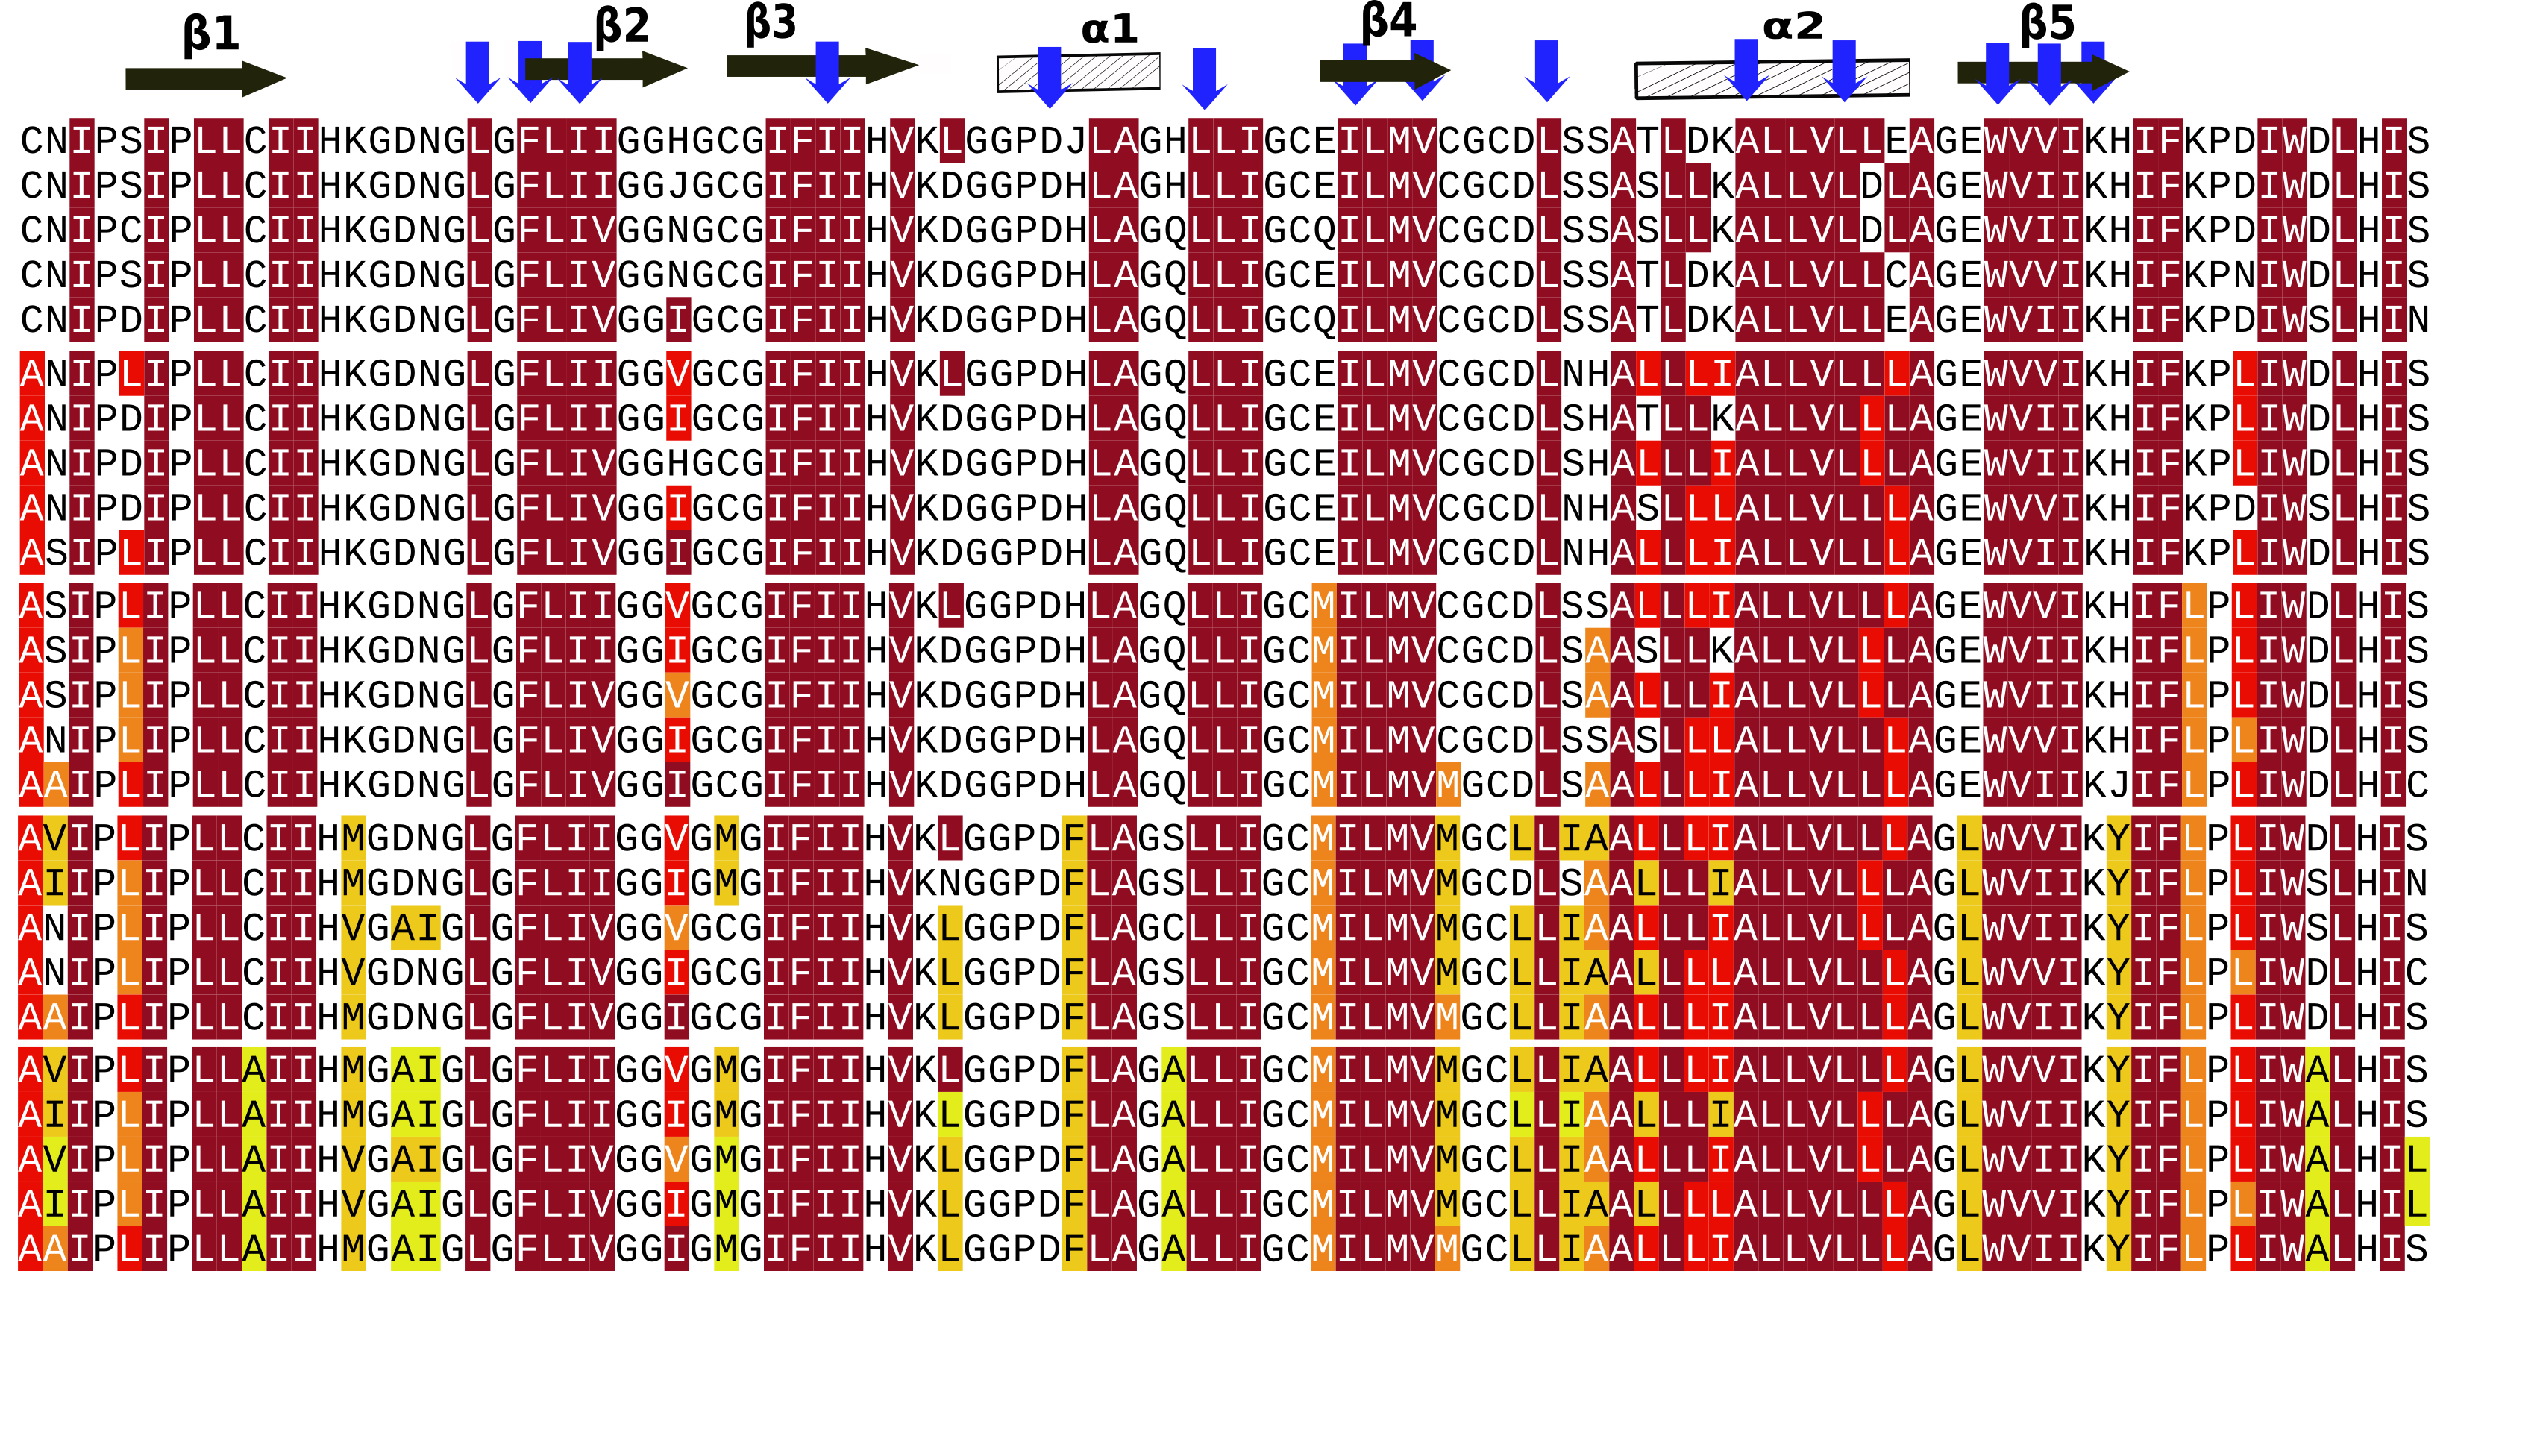 β1 β2 β3 α1 β4 α2 β5
CNIPSIPLLCIIHKGDNGLGFLIIGGHGCGIFIIHVKLGGPDJLAGHLLIGCEILMVCGCDLSSATLDKALLVLLEAGEWVVIKHIFKPDIWDLHIS
CNIPSIPLLCIIHKGDNGLGFLIIGGJGCGIFIIHVKDGGPDHLAGHLLIGCEILMVCGCDLSSASLLKALLVLDLAGEWVIIKHIFKPDIWDLHIS
CNIPCIPLLCIIHKGDNGLGFLIVGGNGCGIFIIHVKDGGPDHLAGQLLIGCQILMVCGCDLSSASLLKALLVLDLAGEWVIIKHIFKPDIWDLHIS
CNIPSIPLLCIIHKGDNGLGFLIVGGNGCGIFIIHVKDGGPDHLAGQLLIGCEILMVCGCDLSSATLDKALLVLLCAGEWVVIKHIFKPNIWDLHIS
CNIPDIPLLCIIHKGDNGLGFLIVGGIGCGIFIIHVKDGGPDHLAGQLLIGCQILMVCGCDLSSATLDKALLVLLEAGEWVIIKHIFKPDIWSLHIN
ANIPLIPLLCIIHKGDNGLGFLIIGGVGCGIFIIHVKLGGPDHLAGQLLIGCEILMVCGCDLNHALLLIALLVLLLAGEWVVIKHIFKPLIWDLHIS
ANIPDIPLLCIIHKGDNGLGFLIIGGIGCGIFIIHVKDGGPDHLAGQLLIGCEILMVCGCDLSHATLLKALLVLLLAGEWVIIKHIFKPLIWDLHIS
ANIPDIPLLCIIHKGDNGLGFLIVGGHGCGIFIIHVKDGGPDHLAGQLLIGCEILMVCGCDLSHALLLIALLVLLLAGEWVIIKHIFKPLIWDLHIS
ANIPDIPLLCIIHKGDNGLGFLIVGGIGCGIFIIHVKDGGPDHLAGQLLIGCEILMVCGCDLNHASLLLALLVLLLAGEWVVIKHIFKPDIWSLHIS
ASIPLIPLLCIIHKGDNGLGFLIVGGIGCGIFIIHVKDGGPDHLAGQLLIGCEILMVCGCDLNHALLLIALLVLLLAGEWVIIKHIFKPLIWDLHIS
ASIPLIPLLCIIHKGDNGLGFLIIGGVGCGIFIIHVKLGGPDHLAGQLLIGCMILMVCGCDLSSALLLIALLVLLLAGEWVVIKHIFLPLIWDLHIS
ASIPLIPLLCIIHKGDNGLGFLIIGGIGCGIFIIHVKDGGPDHLAGQLLIGCMILMVCGCDLSAASLLKALLVLLLAGEWVIIKHIFLPLIWDLHIS
ASIPLIPLLCIIHKGDNGLGFLIVGGVGCGIFIIHVKDGGPDHLAGQLLIGCMILMVCGCDLSAALLLIALLVLLLAGEWVIIKHIFLPLIWDLHIS
ANIPLIPLLCIIHKGDNGLGFLIVGGIGCGIFIIHVKDGGPDHLAGQLLIGCMILMVCGCDLSSASLLLALLVLLLAGEWVVIKHIFLPLIWDLHIS
AAIPLIPLLCIIHKGDNGLGFLIVGGIGCGIFIIHVKDGGPDHLAGQLLIGCMILMVMGCDLSAALLLIALLVLLLAGEWVIIKJIFLPLIWDLHIC
AVIPLIPLLCIIHMGDNGLGFLIIGGVGMGIFIIHVKLGGPDFLAGSLLIGCMILMVMGCLLIAALLLIALLVLLLAGLWVVIKYIFLPLIWDLHIS
AIIPLIPLLCIIHMGDNGLGFLIIGGIGMGIFIIHVKNGGPDFLAGSLLIGCMILMVMGCDLSAALLLIALLVLLLAGLWVIIKYIFLPLIWSLHIN
ANIPLIPLLCIIHVGAIGLGFLIVGGVGCGIFIIHVKLGGPDFLAGCLLIGCMILMVMGCLLIAALLLIALLVLLLAGLWVIIKYIFLPLIWSLHIS
ANIPLIPLLCIIHVGDNGLGFLIVGGIGCGIFIIHVKLGGPDFLAGSLLIGCMILMVMGCLLIAALLLLALLVLLLAGLWVVIKYIFLPLIWDLHIC
AAIPLIPLLCIIHMGDNGLGFLIVGGIGCGIFIIHVKLGGPDFLAGSLLIGCMILMVMGCLLIAALLLIALLVLLLAGLWVIIKYIFLPLIWDLHIS
AVIPLIPLLAIIHMGAIGLGFLIIGGVGMGIFIIHVKLGGPDFLAGALLIGCMILMVMGCLLIAALLLIALLVLLLAGLWVVIKYIFLPLIWALHIS
AIIPLIPLLAIIHMGAIGLGFLIIGGIGMGIFIIHVKLGGPDFLAGALLIGCMILMVMGCLLIAALLLIALLVLLLAGLWVIIKYIFLPLIWALHIS
AVIPLIPLLAIIHVGAIGLGFLIVGGVGMGIFIIHVKLGGPDFLAGALLIGCMILMVMGCLLIAALLLIALLVLLLAGLWVIIKYIFLPLIWALHIL
AIIPLIPLLAIIHVGAIGLGFLIVGGIGMGIFIIHVKLGGPDFLAGALLIGCMILMVMGCLLIAALLLLALLVLLLAGLWVVIKYIFLPLIWALHIL
AAIPLIPLLAIIHMGAIGLGFLIVGGIGMGIFIIHVKLGGPDFLAGALLIGCMILMVMGCLLIAALLLIALLVLLLAGLWVIIKYIFLPLIWALHIS